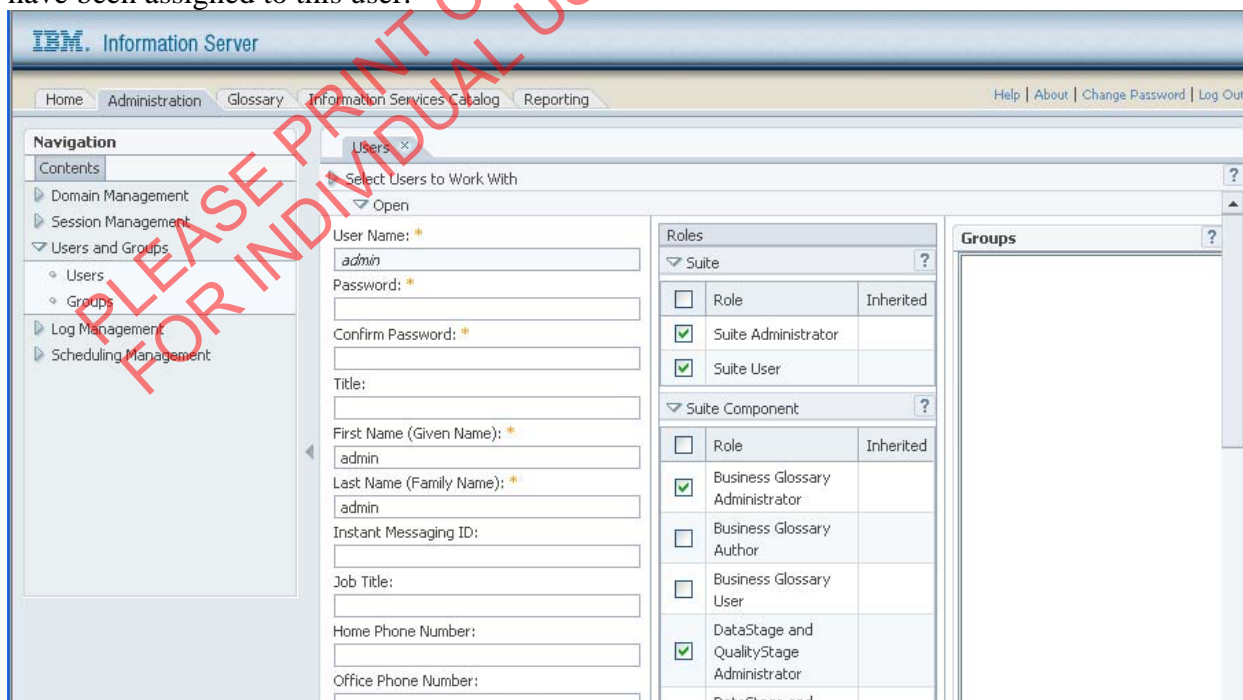 have been assigned to this user.
IBM. Information Server
Home Administration Glossary Information Services Catalog Reporting
Help | About | Change Password | Log Out
Navigation
Contents
Domain Management
Session Management
Users and Groups
Users
Groups
Log Management
Scheduling Management
Users ×
Select Users to Work With ?
Open
User Name: *
admin
Password: *
Confirm Password: *
Title:
First Name (Given Name): *
admin
Last Name (Family Name): *
admin
Instant Messaging ID:
Job Title:
Home Phone Number:
Office Phone Number:
Roles
Suite ?
Role Inherited
Suite Administrator
Suite User
Suite Component ?
Role Inherited
Business Glossary
Administrator
Business Glossary
Author
Business Glossary
User
DataStage and
QualityStage
Administrator
DataStage and
Groups ?
PLEASE PRINT
FOR INDIVIDUAL